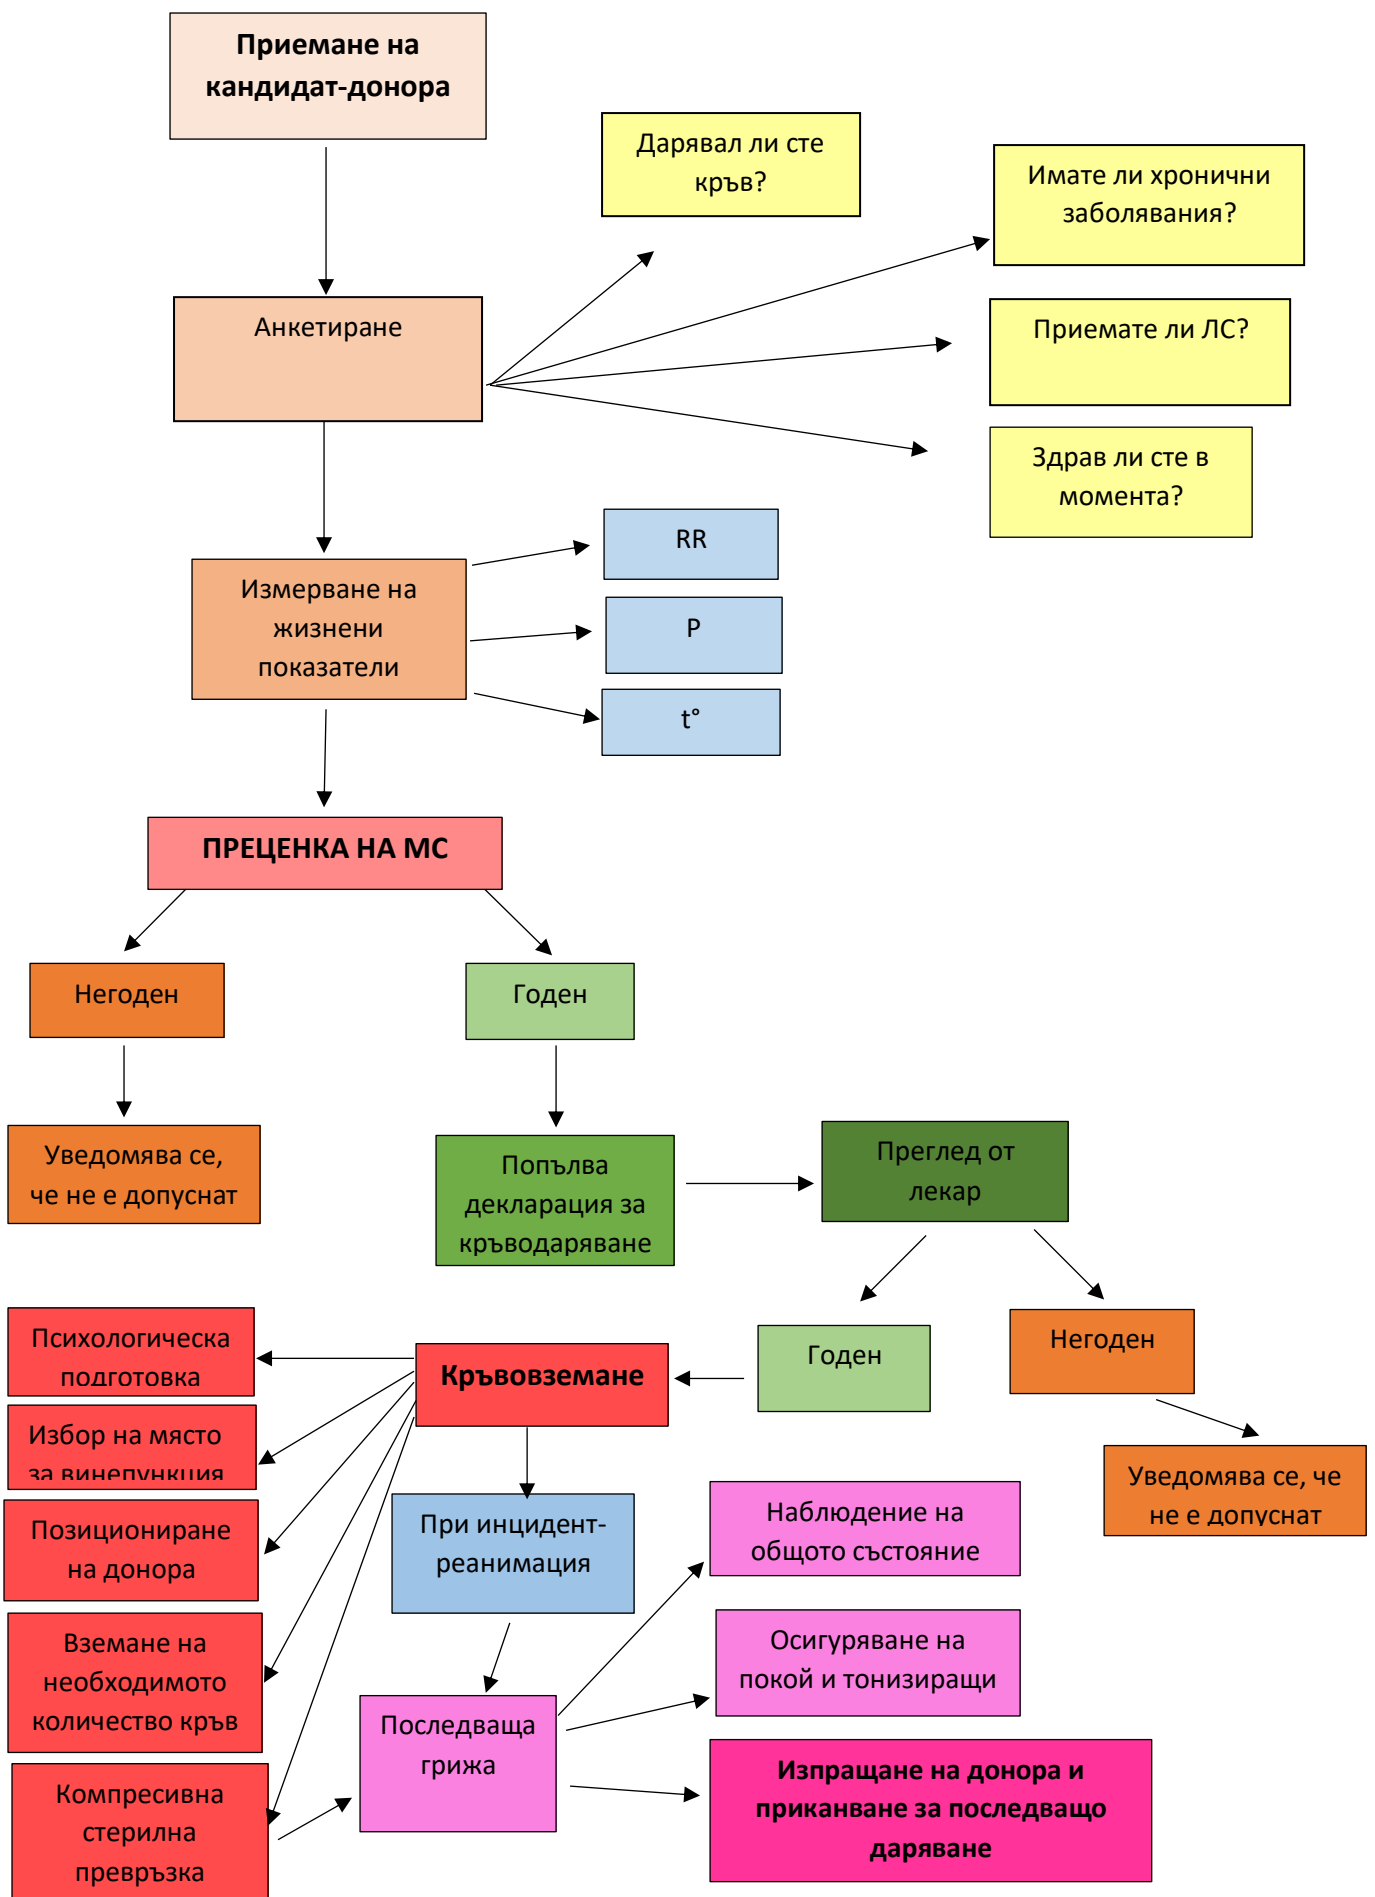 Приемане на
кандидат-донора
Дарявал ли сте
кръв?
Имате ли хронични
заболявания?
Анкетиране
Приемате ли ЛС?
Здрав ли сте в
момента?
RR
Измерване на
жизнени
показатели
P
t°
ПРЕЦЕНКА НА МС
Негоден
Годен
Уведомява се,
че не е допуснат
Попълва
декларация за
кръводаряване
Преглед от
лекар
Психологическа
подготовка
Кръвовземане
Годен
Негоден
Избор на място
за винепункция
Уведомява се, че
не е допуснат
Позициониране
на донора
При инцидент-
реанимация
Наблюдение на
общото състояние
Вземане на
необходимото
количество кръв
Осигуряване на
покой и тонизиращи
Последваща
грижа
Компресивна
стерилна
превръзка
Изпращане на донора и
приканване за последващо
даряване